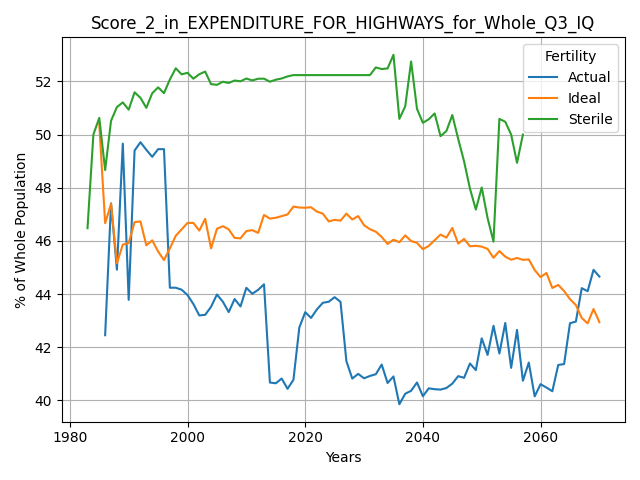 Score_2_in_EXPENDITURE_FOR_HIGHWAYS_for_Whole_Q3_IQ
% of Whole Population
52
50
48
46
44
42
40
Fertility
Actual
Ideal
Sterile
1980
2000
2020
2040
2060
Years